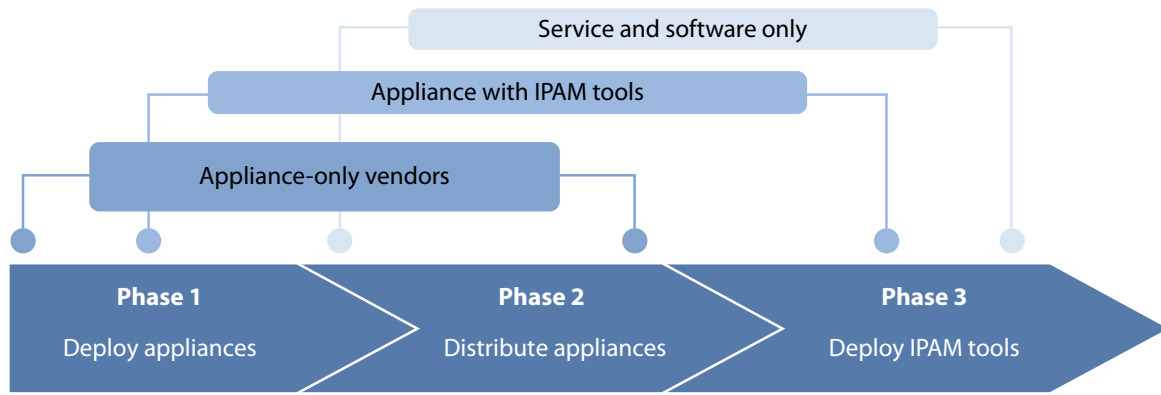 Service and software only
Appliance with IPAM tools
Appliance-only vendors
Phase 1
Deploy appliances
Phase 2
Distribute appliances
Phase 3
Deploy IPAM tools